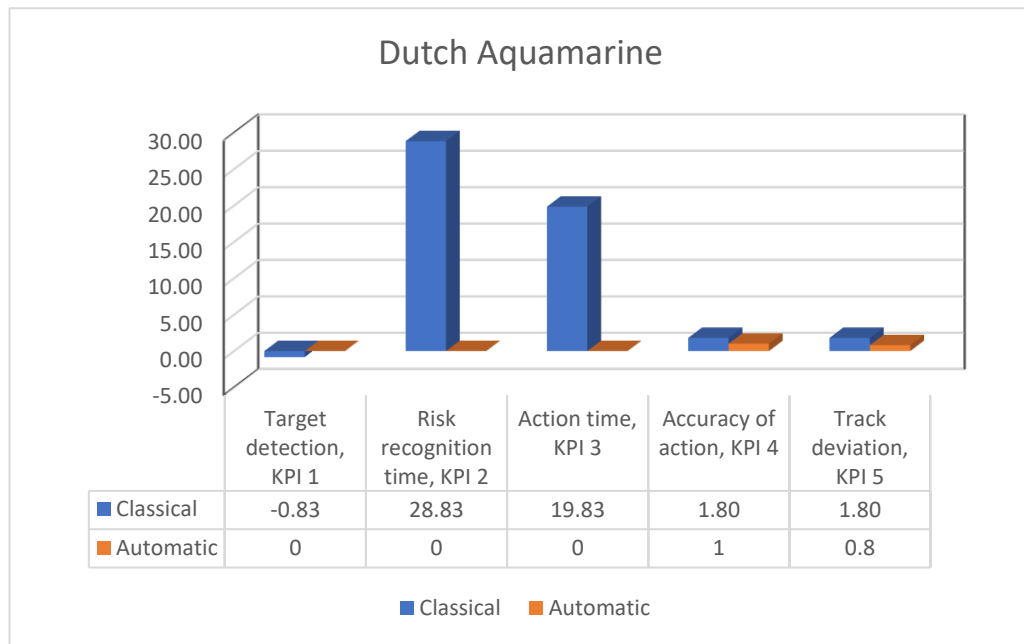 Dutch Aquamarine
30.00
25.00
20.00
15.00
10.00
5.00
0.00
-5.00
Target
detection,
KPI 1
Risk
recognition
time, KPI 2
Action time,
KPI 3
Accuracy of
action, KPI 4
Track
deviation,
KPI 5
Classical -0.83 28.83 19.83 1.80 1.80
Automatic 0 0 0 1 0.8
Classical Automatic